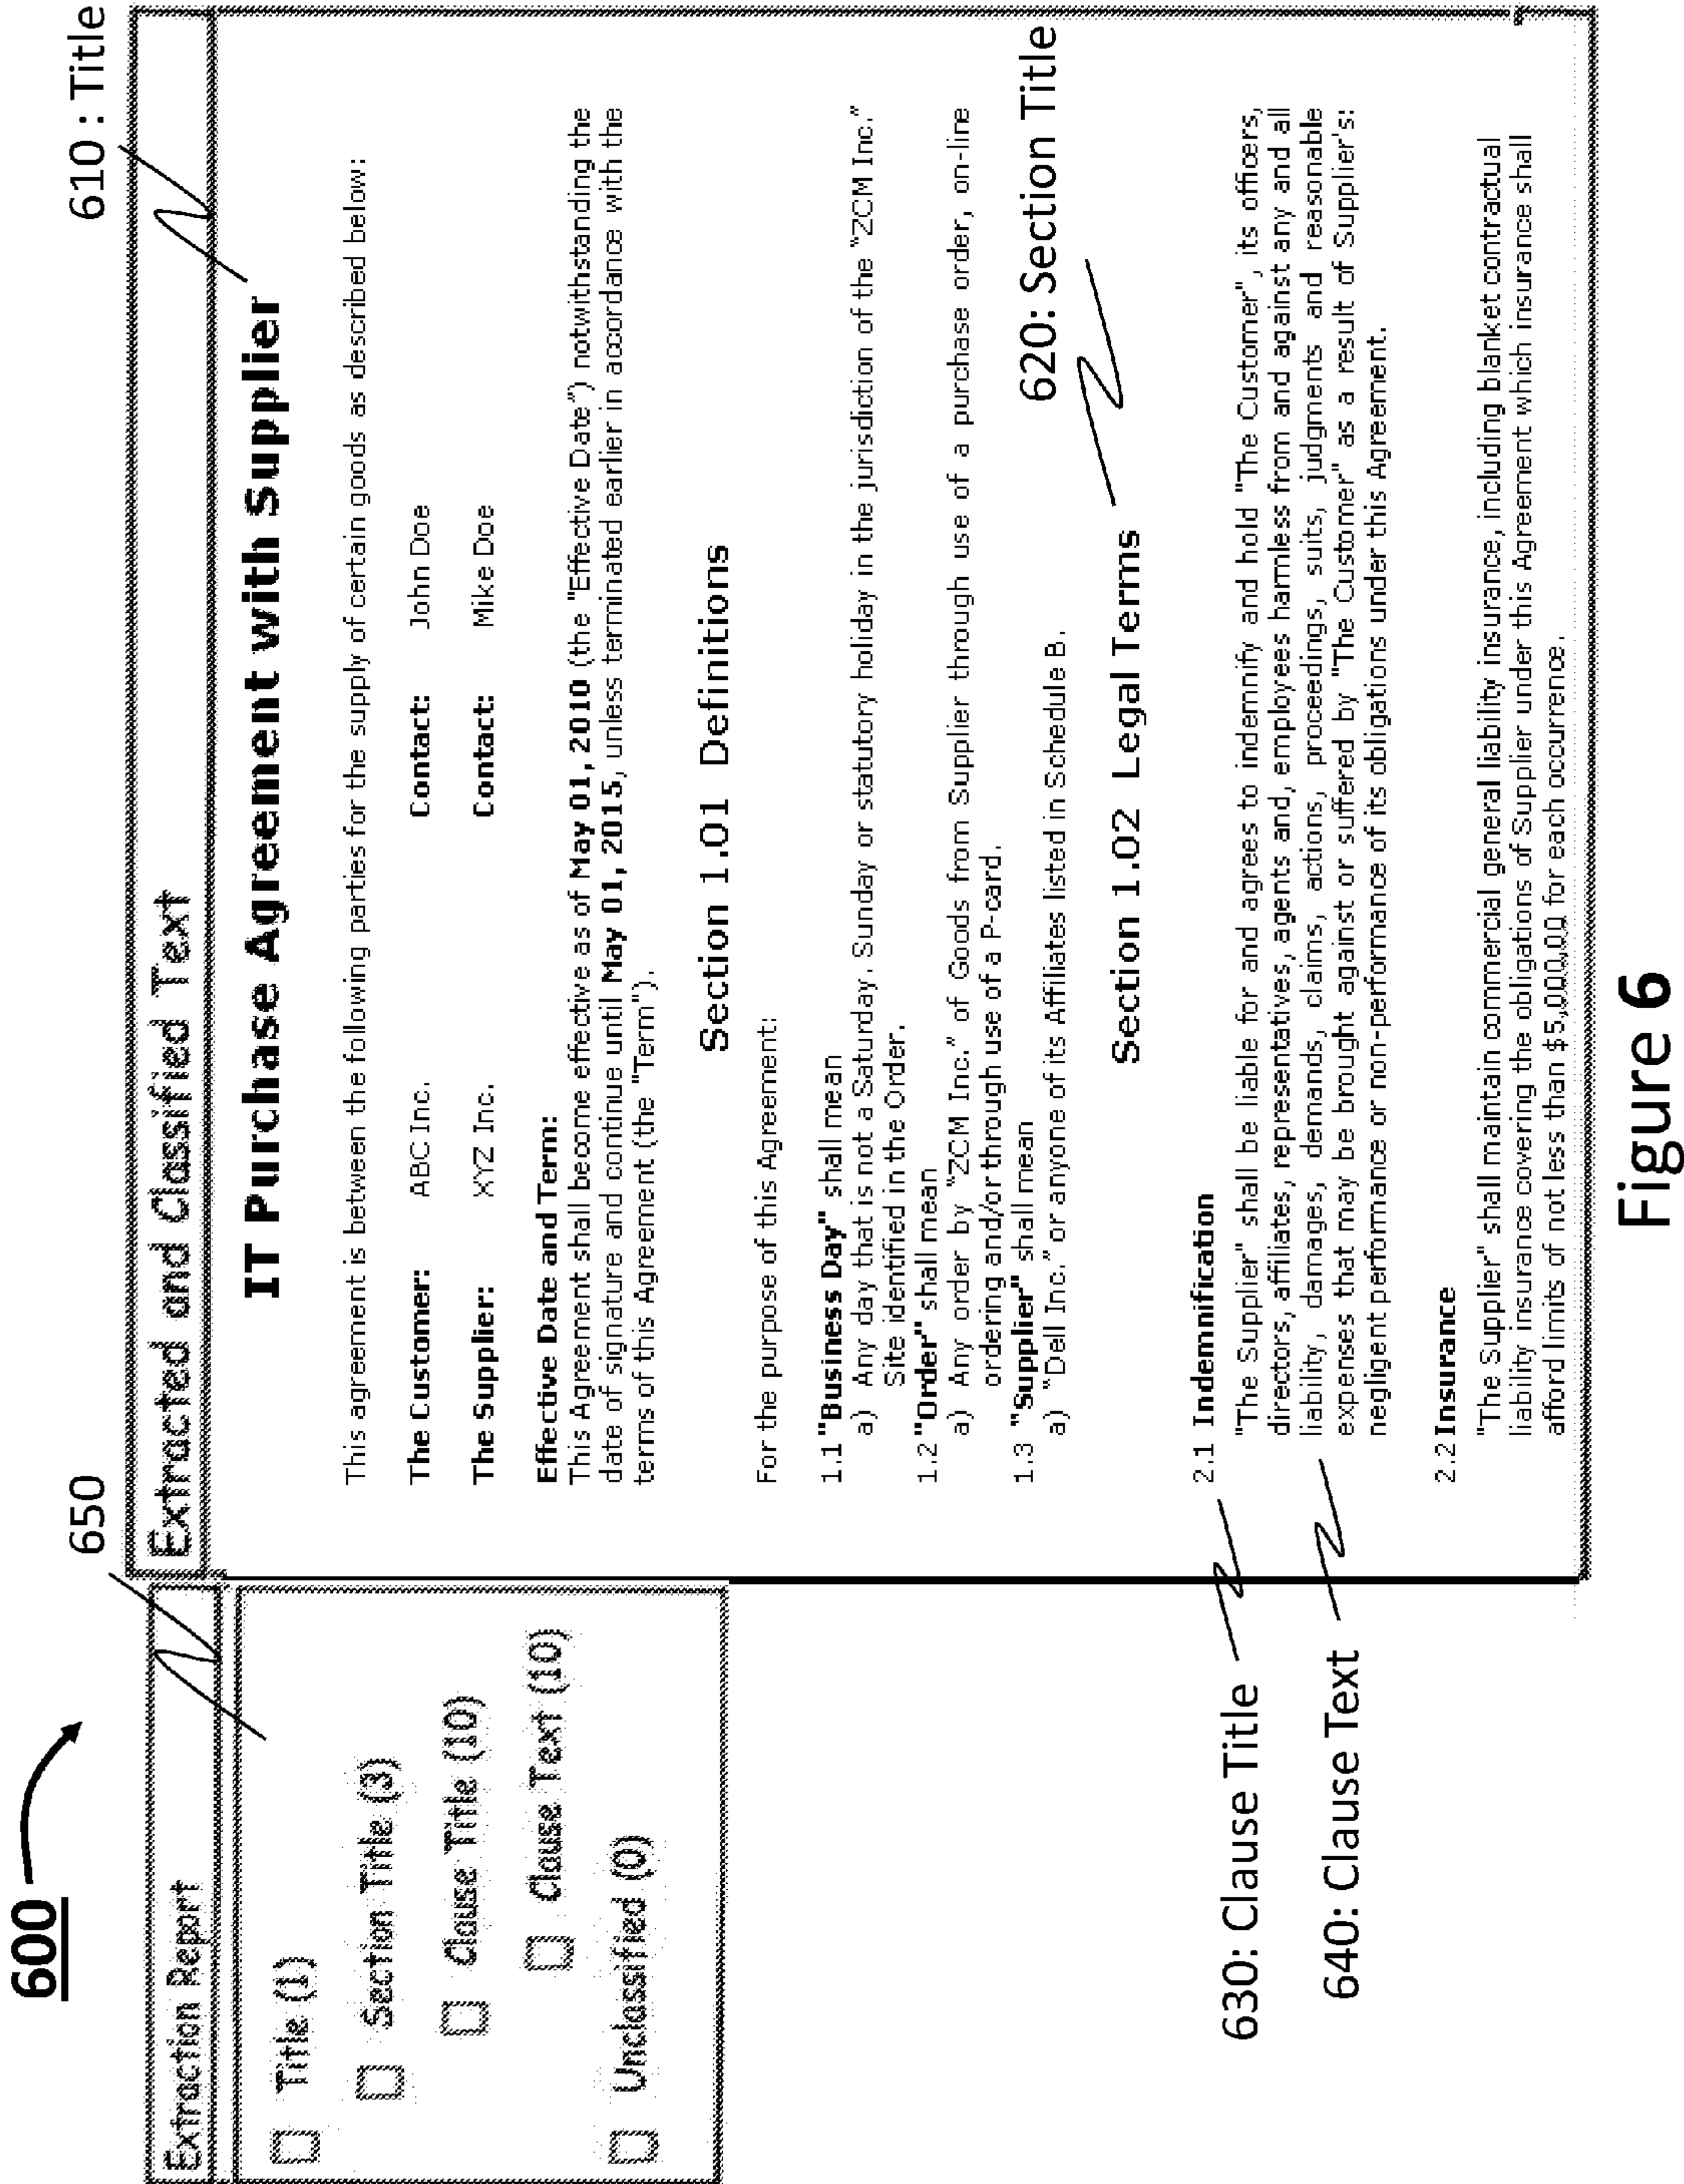 600
650
610 : Title
Extraction Report
Title (1)
Section Title (3)
Clause Title (10)
Clause Text (10)
Unclassified (0)
630: Clause Title
640: Clause Text
Extracted and Classified Text
IT Purchase Agreement with Supplier
This agreement is between the following parties for the supply of certain goods as described below:
The Customer: ABC Inc. Contact: John Doe
The Supplier: XYZ Inc. Contact: Mike Doe
Effective Date and Term:
This Agreement shall become effective as of May 01, 2010 (the "Effective Date") notwithstanding the
date of signature and continue until May 01, 2015, unless terminated earlier in accordance with the
terms of this Agreement (the "Term").
Section 1.01 Definitions
For the purpose of this Agreement:
1.1 "Business Day" shall mean
a) Any day that is not a Saturday. Sunday or statutory holiday in the jurisdiction of the "ZCM Inc."
Site identified in the Order.
1.2 "Order" shall mean
a) Any order by "ZCM Inc." of Goods from Supplier through use of a purchase order, on-line
ordering and/or through use of a P-card.
1.3 "Supplier" shall mean
a) "Dell Inc." or anyone of its Affiliates listed in Schedule B.
620: Section Title
Section 1.02 Legal Terms
2.1 Indemnification
"The Supplier" shall be liable for and agrees to indemnify and hold "The Customer", its officers,
directors, affiliates, representatives, agents and, employees harmless from and against any and all
liability, damages, demands, claims, actions, proceedings, suits, judgments and reasonable
expenses that may be brought against or suffered by "The Customer" as a result of Supplier's:
negligent performance or non-performance of its obligations under this Agreement.
2.2 Insurance
"The Supplier" shall maintain commercial general liability insurance, including blanket contractual
liability insurance covering the obligations of Supplier under this Agreement which insurance shall
afford limits of not less than $5,000,00 for each occurrence.
Figure 6